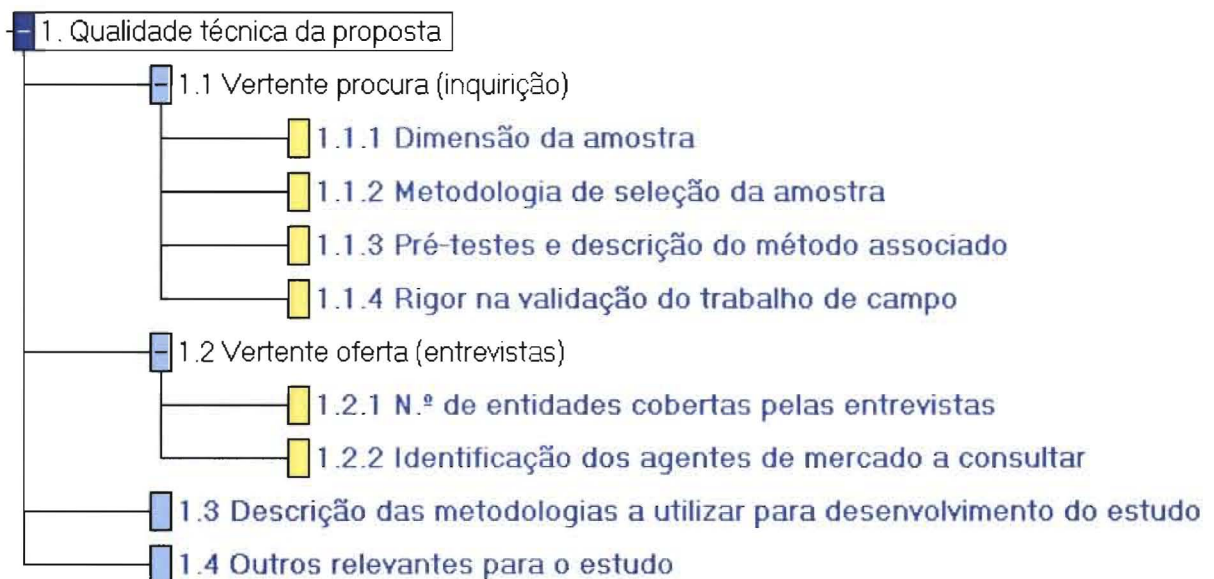 1. Qualidade técnica da proposta
1.1 Vertente procura (inquirição)
1.1.1 Dimensão da amostra
1.1.2 Metodologia de seleção da amostra
1.1.3 Pré-testes e descrição do método associado
1.1.4 Rigor na validação do trabalho de campo
1.2 Vertente oferta (entrevistas)
1.2.1 N.º de entidades cobertas pelas entrevistas
1.2.2 Identificação dos agentes de mercado a consultar
1.3 Descrição das metodologias a utilizar para desenvolvimento do estudo
1.4 Outros relevantes para o estudo